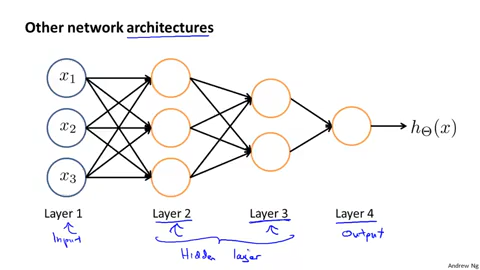 Other network architectures
x₁
x₂
x₃
h_Θ(x)
Layer 1
Layer 2
Layer 3
Layer 4
Input
Hidden layer
Output
Andrew Ng